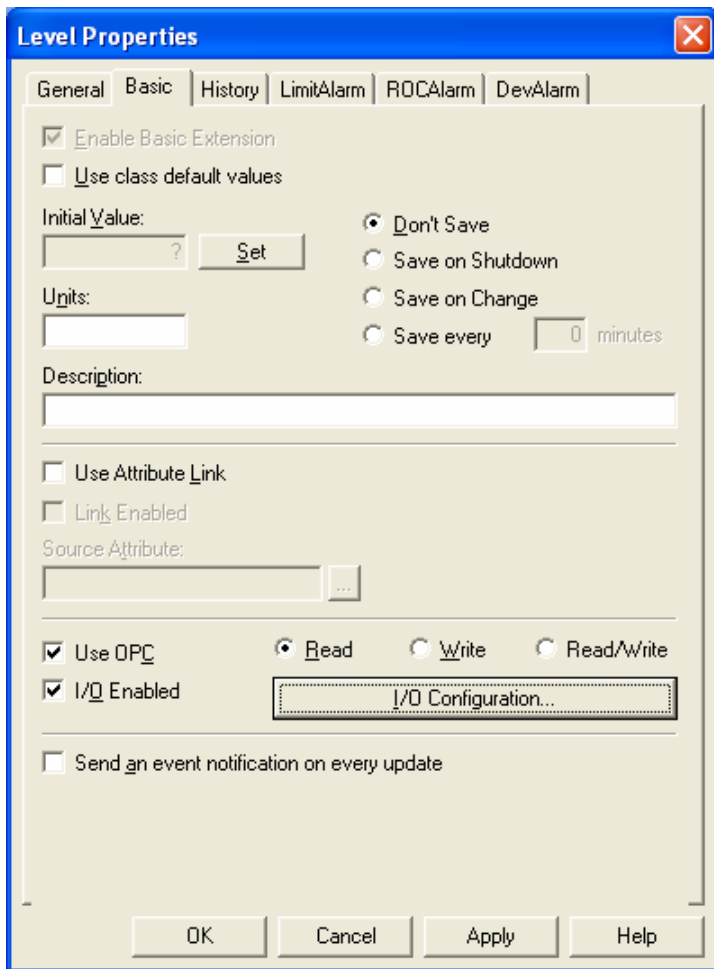 Level Properties
General Basic History LimitAlarm ROCAlarm DevAlarm
Enable Basic Extension
Use class default values
Initial Value:
? Set
Don't Save
Save on Shutdown
Units:
Save on Change
Save every 0 minutes
Description:
Use Attribute Link
Link Enabled
Source Attribute:
...
Use OPC Read Write Read/Write
I/O Enabled I/O Configuration...
Send an event notification on every update
OK Cancel Apply Help